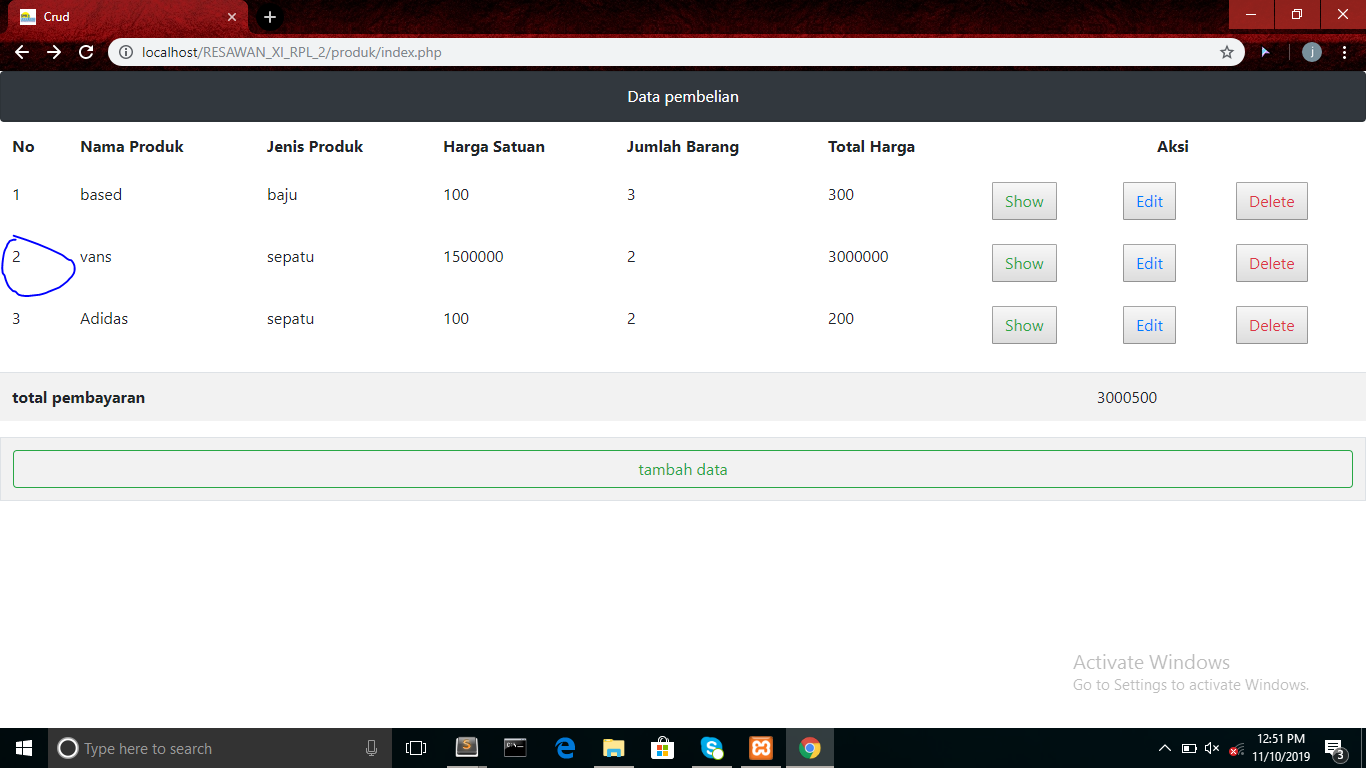 Crud
localhost/RESAWAN_XI_RPL_2/produk/index.php
j
Data pembelian
No Nama Produk Jenis Produk Harga Satuan Jumlah Barang Total Harga Aksi
1 based baju 100 3 300 Show Edit Delete
2 vans sepatu 1500000 2 3000000 Show Edit Delete
3 Adidas sepatu 100 2 200 Show Edit Delete
total pembayaran 3000500
tambah data
Activate Windows
Go to Settings to activate Windows.
Type here to search
12:51 PM
11/10/2019
3